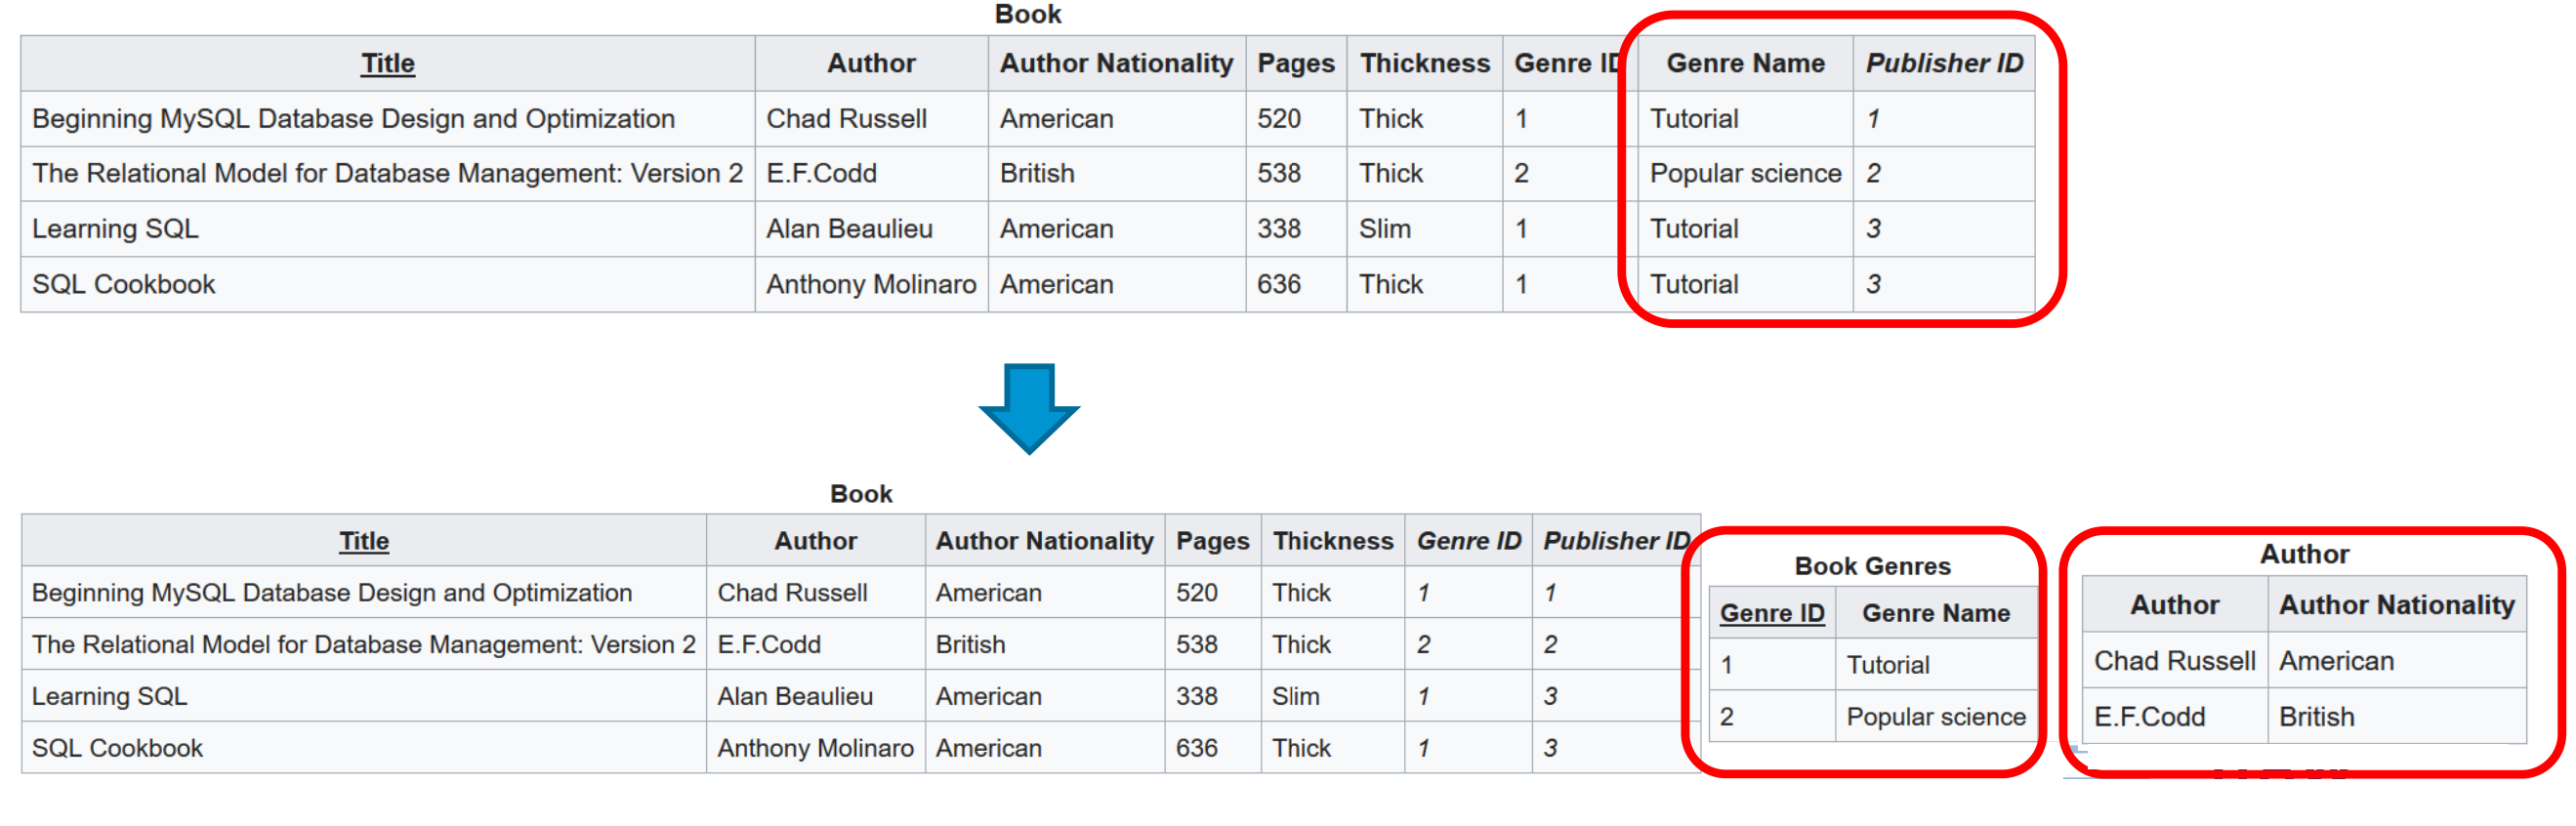 Book
Title Author Author Nationality Pages Thickness Genre ID Genre Name Publisher ID
Beginning MySQL Database Design and Optimization Chad Russell American 520 Thick 1 Tutorial 1
The Relational Model for Database Management: Version 2 E.F.Codd British 538 Thick 2 Popular science 2
Learning SQL Alan Beaulieu American 338 Slim 1 Tutorial 3
SQL Cookbook Anthony Molinaro American 636 Thick 1 Tutorial 3
Book
Title Author Author Nationality Pages Thickness Genre ID Publisher ID
Beginning MySQL Database Design and Optimization Chad Russell American 520 Thick 1 1
The Relational Model for Database Management: Version 2 E.F.Codd British 538 Thick 2 2
Learning SQL Alan Beaulieu American 338 Slim 1 3
SQL Cookbook Anthony Molinaro American 636 Thick 1 3
Book Genres
Genre ID Genre Name
1 Tutorial
2 Popular science
Author
Author Author Nationality
Chad Russell American
E.F.Codd British